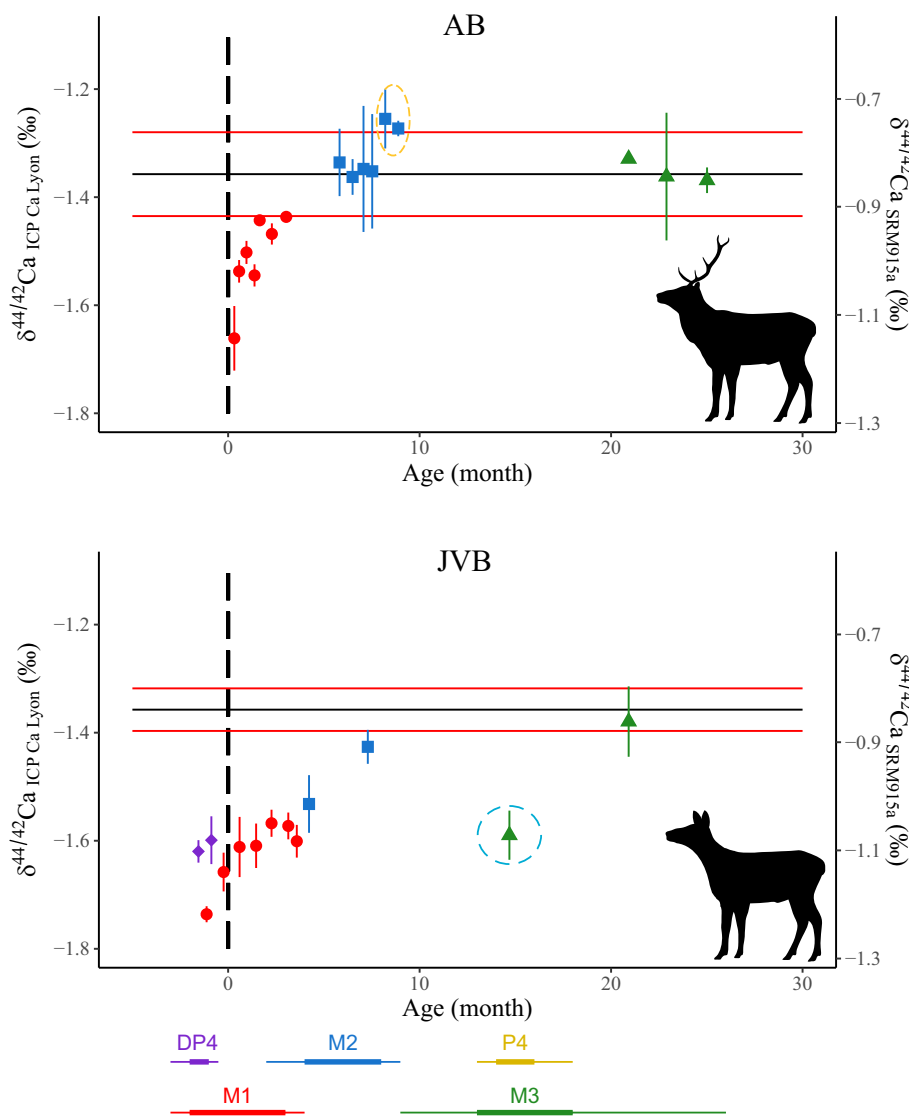 AB
−1.2
−1.4
−1.6
−1.8
δ44/42Ca ICP Ca Lyon (‰)
−0.7
−0.9
−1.1
−1.3
δ44/42Ca SRM915a (‰)
0 10 20 30
Age (month)
JVB
−1.2
−1.4
−1.6
−1.8
δ44/42Ca ICP Ca Lyon (‰)
−0.7
−0.9
−1.1
−1.3
δ44/42Ca SRM915a (‰)
0 10 20 30
Age (month)
DP4 M2 P4
M1 M3